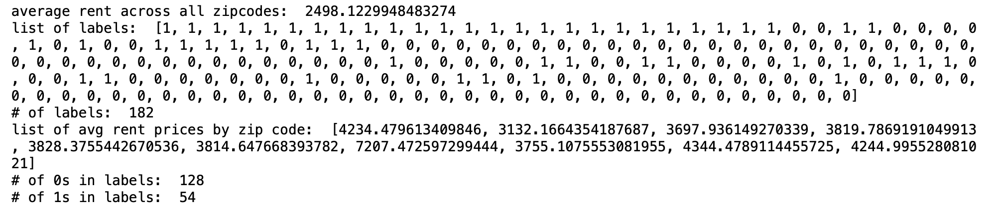 average rent across all zipcodes:  2498.1229948483274
list of labels:  [1, 1, 1, 1, 1, 1, 1, 1, 1, 1, 1, 1, 1, 1, 1, 1, 1, 1, 1, 1, 1, 1, 1, 1, 1, 0, 0, 1, 1, 0, 0, 0, 0
, 1, 0, 1, 0, 0, 1, 1, 1, 1, 1, 0, 1, 1, 1, 0, 0, 0, 0, 0, 0, 0, 0, 0, 0, 0, 0, 0, 0, 0, 0, 0, 0, 0, 0, 0, 0, 0, 0,
0, 0, 0, 0, 0, 0, 0, 0, 0, 0, 0, 0, 0, 0, 0, 1, 0, 0, 0, 0, 0, 1, 1, 0, 0, 1, 1, 0, 0, 0, 0, 1, 0, 1, 0, 1, 1, 1, 0
, 0, 0, 1, 1, 0, 0, 0, 0, 0, 0, 0, 1, 0, 0, 0, 0, 0, 1, 1, 0, 1, 0, 0, 0, 0, 0, 0, 0, 0, 0, 0, 0, 1, 0, 0, 0, 0, 0,
0, 0, 0, 0, 0, 0, 0, 0, 0, 0, 0, 0, 0, 0, 0, 0, 0, 0, 0, 0, 0, 0, 0, 0, 0, 0, 0, 0, 0, 0, 0, 0, 0, 0]
# of labels:  182
list of avg rent prices by zip code:  [4234.479613409846, 3132.1664354187687, 3697.936149270339, 3819.7869191049913
, 3828.3755442670536, 3814.647668393782, 7207.472597299444, 3755.1075553081955, 4344.4789114455725, 4244.9955280810
21]
# of 0s in labels:  128
# of 1s in labels:  54